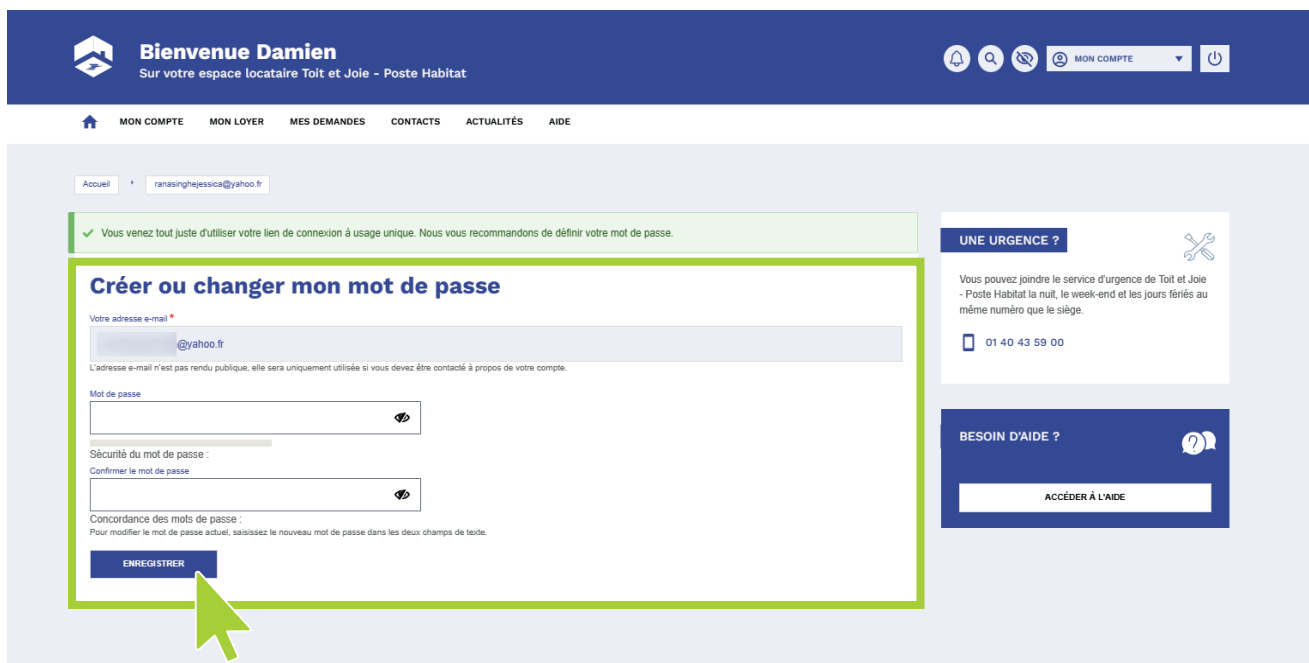 Bienvenue Damien
Sur votre espace locataire Toit et Joie - Poste Habitat
MON COMPTE
MON COMPTE MON LOYER MES DEMANDES CONTACTS ACTUALITÉS AIDE
Accueil ranasinghejessica@yahoo.fr
Vous venez tout juste d'utiliser votre lien de connexion à usage unique. Nous vous recommandons de définir votre mot de passe.
Créer ou changer mon mot de passe
Votre adresse e-mail *
@yahoo.fr
L'adresse e-mail n'est pas rendu publique, elle sera uniquement utilisée si vous devez être contacté à propos de votre compte.
Mot de passe
Sécurité du mot de passe :
Confirmer le mot de passe
Concordance des mots de passe :
Pour modifier le mot de passe actuel, saisissez le nouveau mot de passe dans les deux champs de texte.
ENREGISTRER
UNE URGENCE ?
Vous pouvez joindre le service d'urgence de Toit et Joie
- Poste Habitat la nuit, le week-end et les jours fériés au
même numéro que le siège.
01 40 43 59 00
BESOIN D'AIDE ?
ACCÉDER À L'AIDE